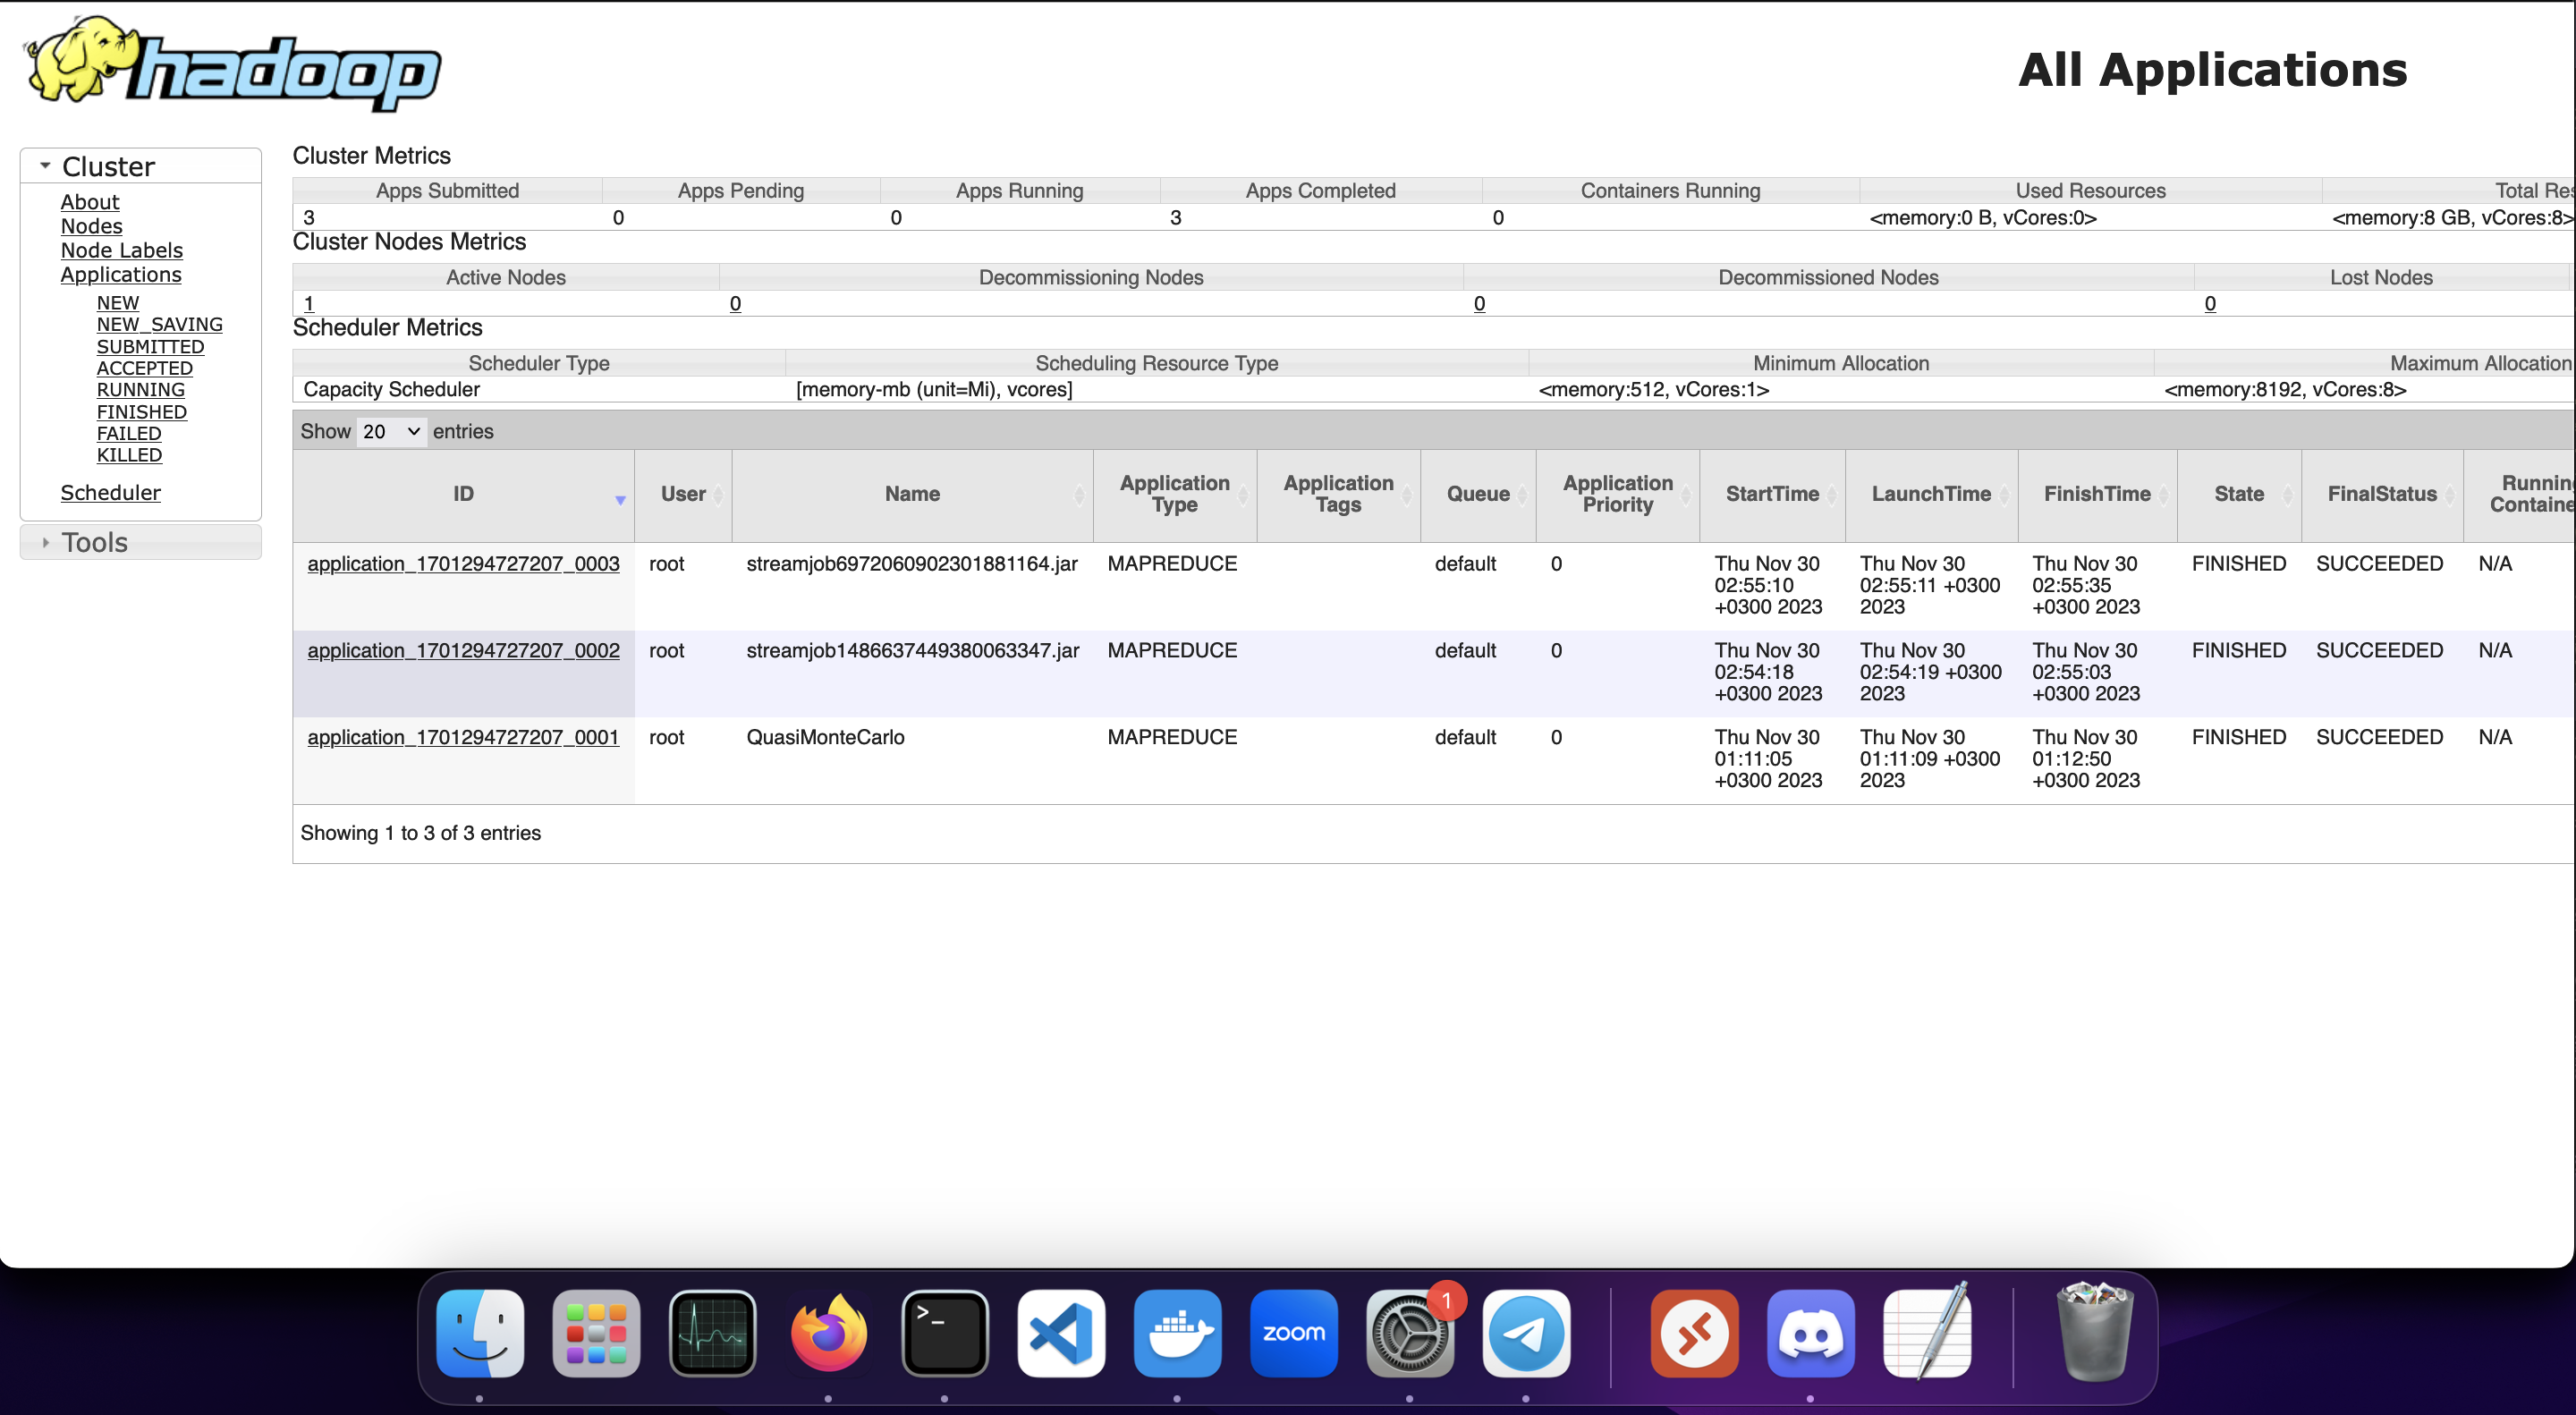 hadoop
All Applications
Cluster
About
Nodes
Node Labels
Applications
NEW
NEW_SAVING
SUBMITTED
ACCEPTED
RUNNING
FINISHED
FAILED
KILLED
Scheduler
Tools
Cluster Metrics
Apps Submitted Apps Pending Apps Running Apps Completed Containers Running Used Resources Total Res
3 0 0 3 0 <memory:0 B, vCores:0> <memory:8 GB, vCores:8>
Cluster Nodes Metrics
Active Nodes Decommissioning Nodes Decommissioned Nodes Lost Nodes
1 0 0 0
Scheduler Metrics
Scheduler Type Scheduling Resource Type Minimum Allocation Maximum Allocation
Capacity Scheduler [memory-mb (unit=Mi), vcores] <memory:512, vCores:1> <memory:8192, vCores:8>
Show 20 entries
ID User Name Application Type Application Tags Queue Application Priority StartTime LaunchTime FinishTime State FinalStatus Running Containe
application_1701294727207_0003 root streamjob6972060902301881164.jar MAPREDUCE default 0 Thu Nov 30 Thu Nov 30 Thu Nov 30 FINISHED SUCCEEDED N/A
02:55:10 02:55:11 +0300 02:55:35
+0300 2023 2023 +0300 2023
application_1701294727207_0002 root streamjob1486637449380063347.jar MAPREDUCE default 0 Thu Nov 30 Thu Nov 30 Thu Nov 30 FINISHED SUCCEEDED N/A
02:54:18 02:54:19 +0300 02:55:03
+0300 2023 2023 +0300 2023
application_1701294727207_0001 root QuasiMonteCarlo MAPREDUCE default 0 Thu Nov 30 Thu Nov 30 Thu Nov 30 FINISHED SUCCEEDED N/A
01:11:05 01:11:09 +0300 01:12:50
+0300 2023 2023 +0300 2023
Showing 1 to 3 of 3 entries
>_
zoom
1